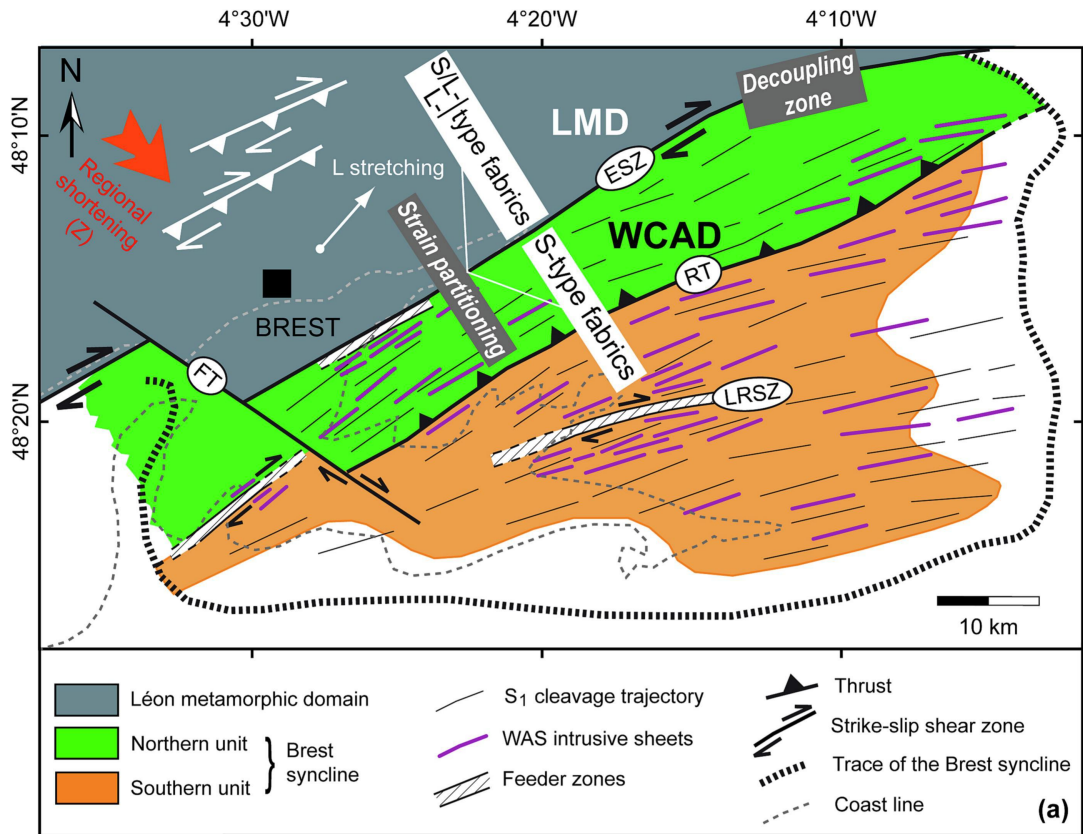 4°30'W
4°20'W
4°10'W
48°10'N
48°20'N
N
Regional
shortening
(Z)
L stretching
S/L-
L-
type fabrics
LMD
Decoupling
zone
ESZ
Strain partitioning
WCAD
S-type fabrics
RT
BREST
FT
LRSZ
10 km
Léon metamorphic domain
Northern unit
Southern unit
} Brest
syncline
S1 cleavage trajectory
WAS intrusive sheets
Feeder zones
Thrust
Strike-slip shear zone
Trace of the Brest syncline
Coast line
(a)